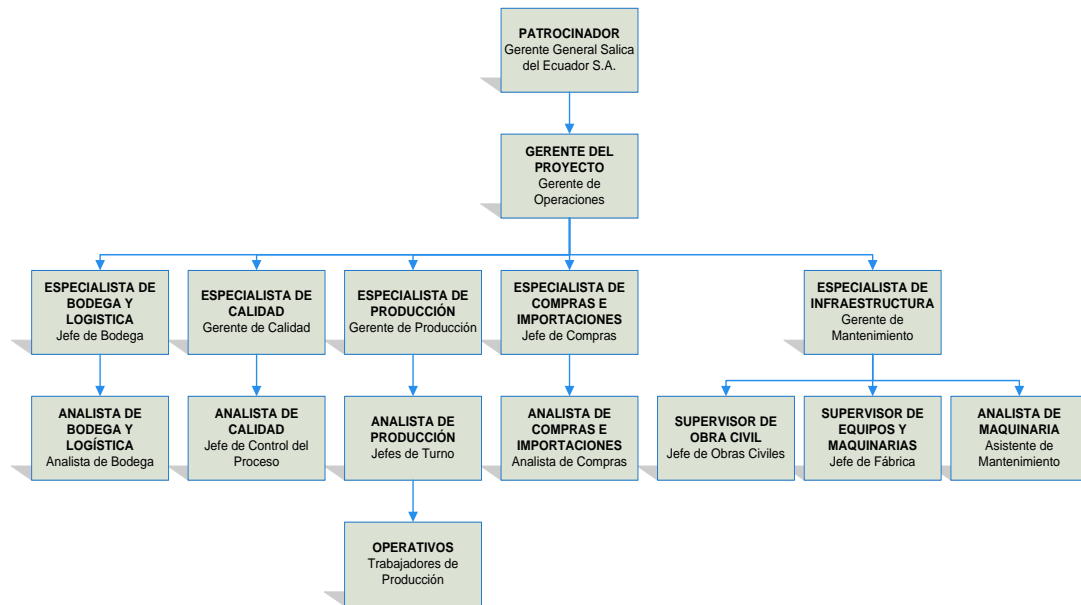 PATROCINADOR
Gerente General Salica
del Ecuador S.A.
GERENTE DEL
PROYECTO
Gerente de
Operaciones
ESPECIALISTA DE
BODEGA Y
LOGISTICA
Jefe de Bodega
ESPECIALISTA DE
CALIDAD
Gerente de Calidad
ESPECIALISTA DE
PRODUCCIÓN
Gerente de Producción
ESPECIALISTA DE
COMPRAS E
IMPORTACIONES
Jefe de Compras
ESPECIALISTA DE
INFRAESTRUCTURA
Gerente de
Mantenimiento
ANALISTA DE
BODEGA Y
LOGÍSTICA
Analista de Bodega
ANALISTA DE
CALIDAD
Jefe de Control del
Proceso
ANALISTA DE
PRODUCCIÓN
Jefes de Turno
ANALISTA DE
COMPRAS E
IMPORTACIONES
Analista de Compras
SUPERVISOR DE
OBRA CIVIL
Jefe de Obras Civiles
SUPERVISOR DE
EQUIPOS Y
MAQUINARIAS
Jefe de Fábrica
ANALISTA DE
MAQUINARIA
Asistente de
Mantenimiento
OPERATIVOS
Trabajadores de
Producción